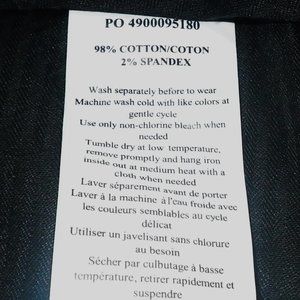 PO 4900095180
98% COTTON/COTON
2% SPANDEX
Wash separately before to wear
Machine wash cold with like colors at
gentle cycle
Use only non-chlorine bleach when
needed
Tumble dry at low temperature,
remove promptly and hang iron
inside out at medium heat with a
cloth when needed
Laver séparement avant de porter
Laver à la machine à l'eau froide avec
les couleurs semblables au cycle
délicat
Utiliser un javelisant sans chlorure
au besoin
Sécher par culbutage à basse
température, retirer rapidement et
suspendre